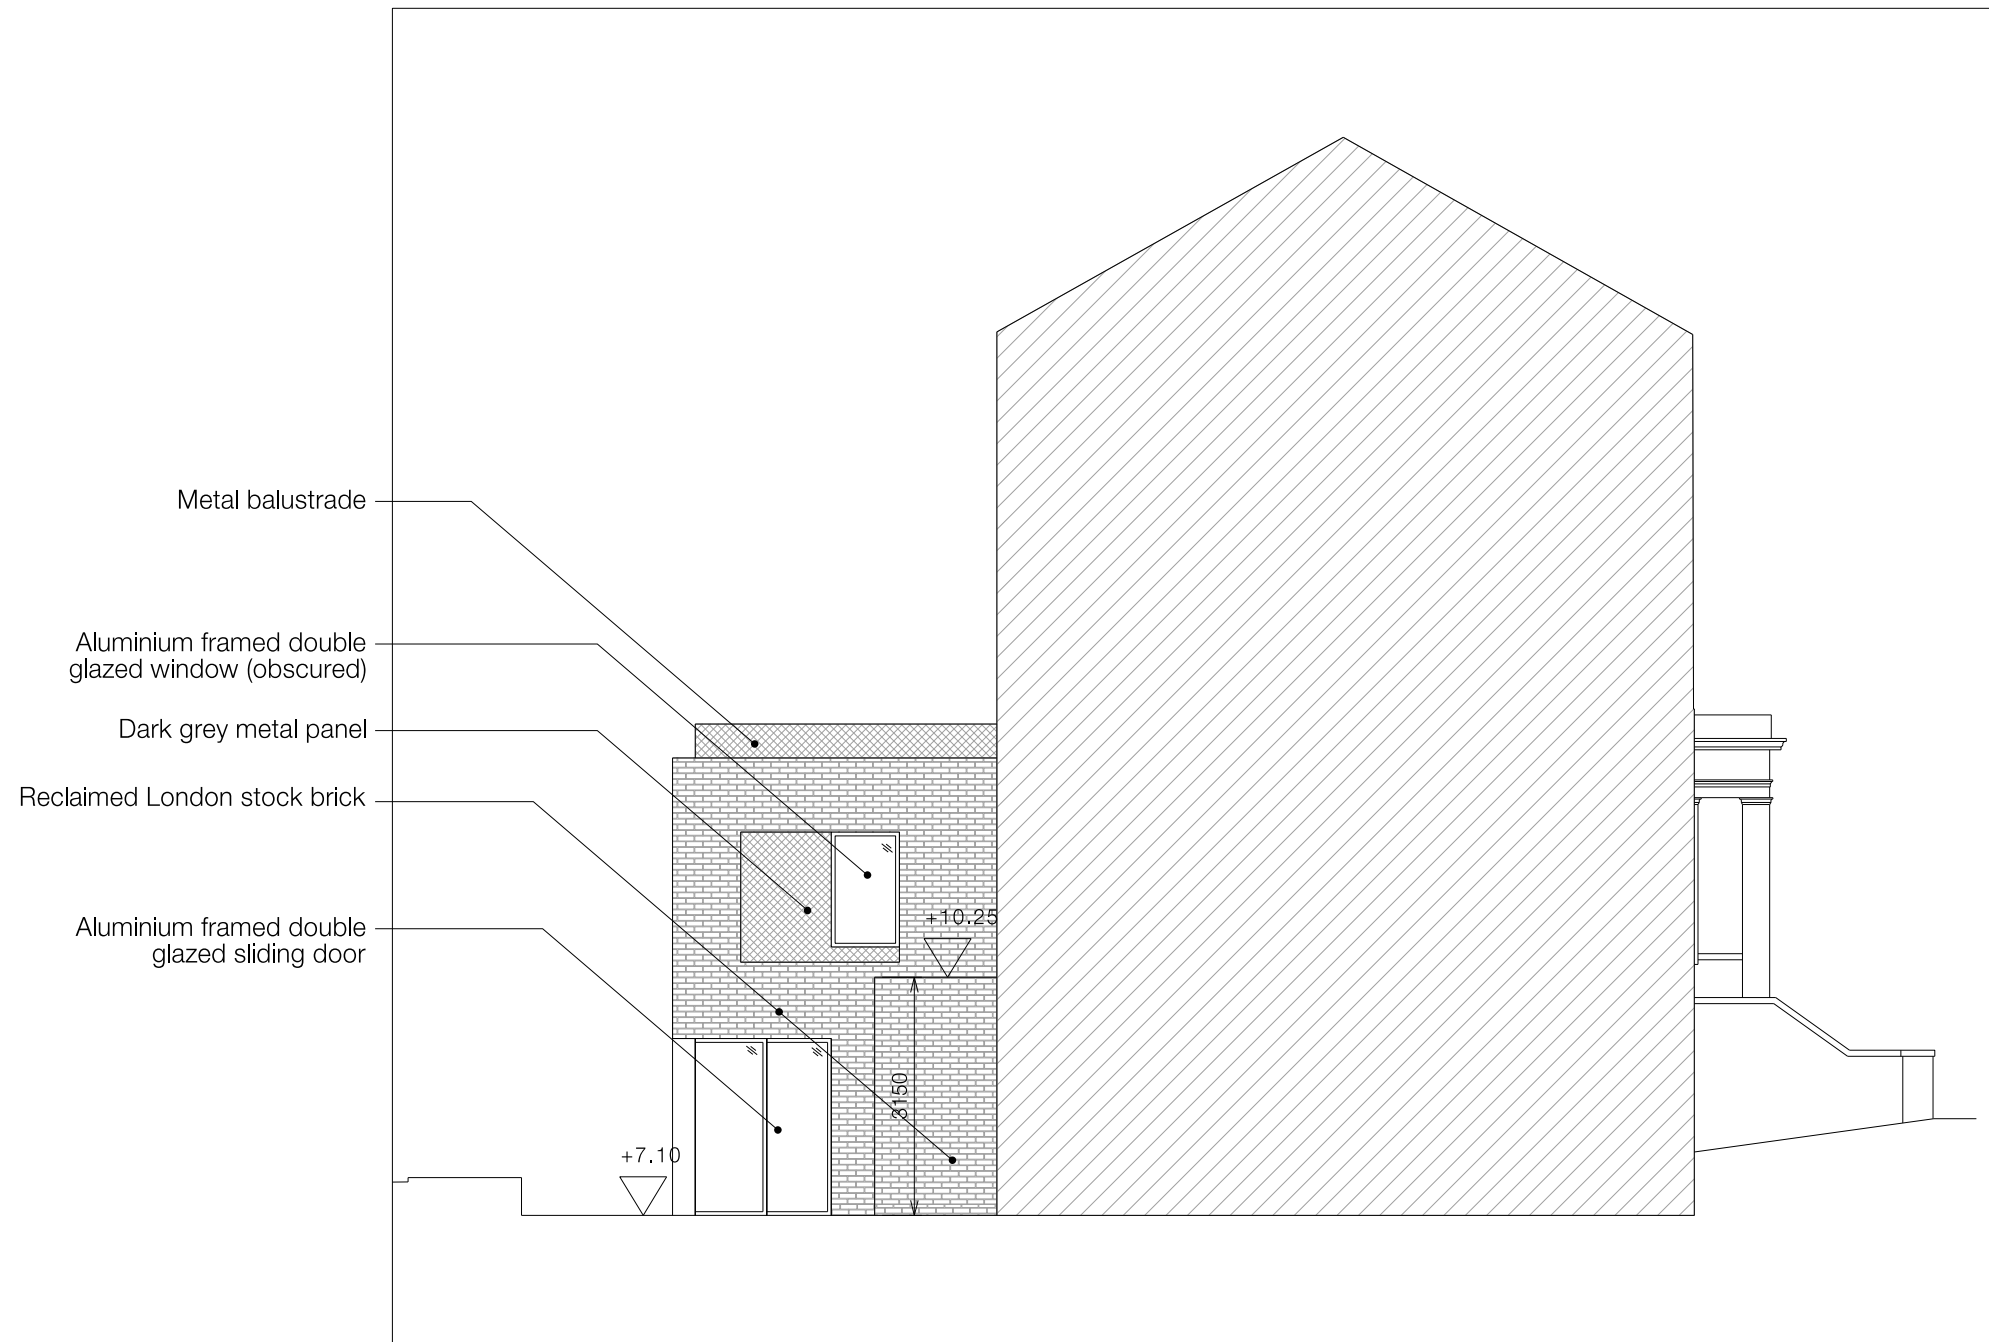 Metal balustrade
Aluminium framed double
glazed window (obscured)
Dark grey metal panel
Reclaimed London stock brick
Aluminium framed double
glazed sliding door
+10.25
3150
+7.10